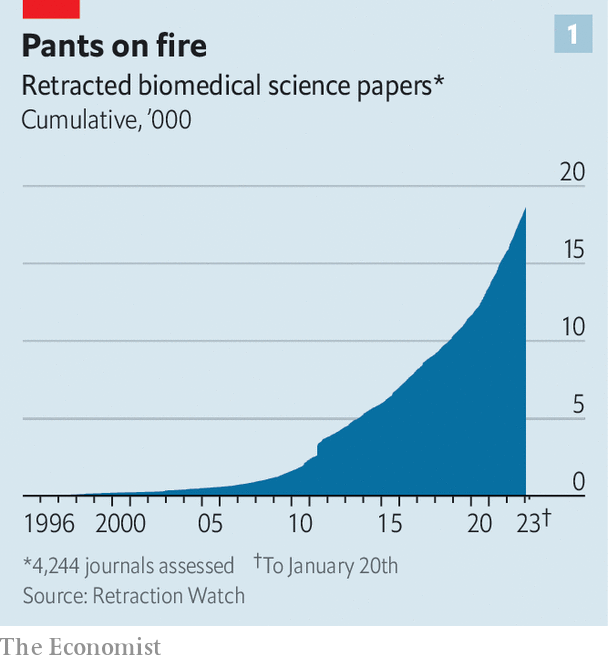 Pants on fire
1
Retracted biomedical science papers*
Cumulative, ’000
20
15
10
5
0
1996 2000 05 10 15 20 23†
*4,244 journals assessed †To January 20th
Source: Retraction Watch
The Economist